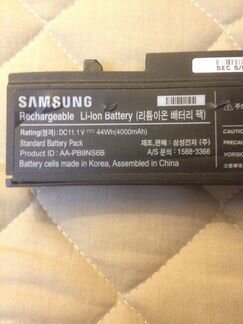 SEC S/
SAMSUNG
Rechargeable Li-Ion Battery (리튬이온 배터리 팩)
Rating(정격): DC11.1V ⎓ 44Wh(4000mAh)
Standard Battery Pack 제조,판매 : 삼성전자 (주)
Product ID : AA-PB9NS6B A/S 문의 : 1588-3366
Battery cells made in Korea, Assembled in China